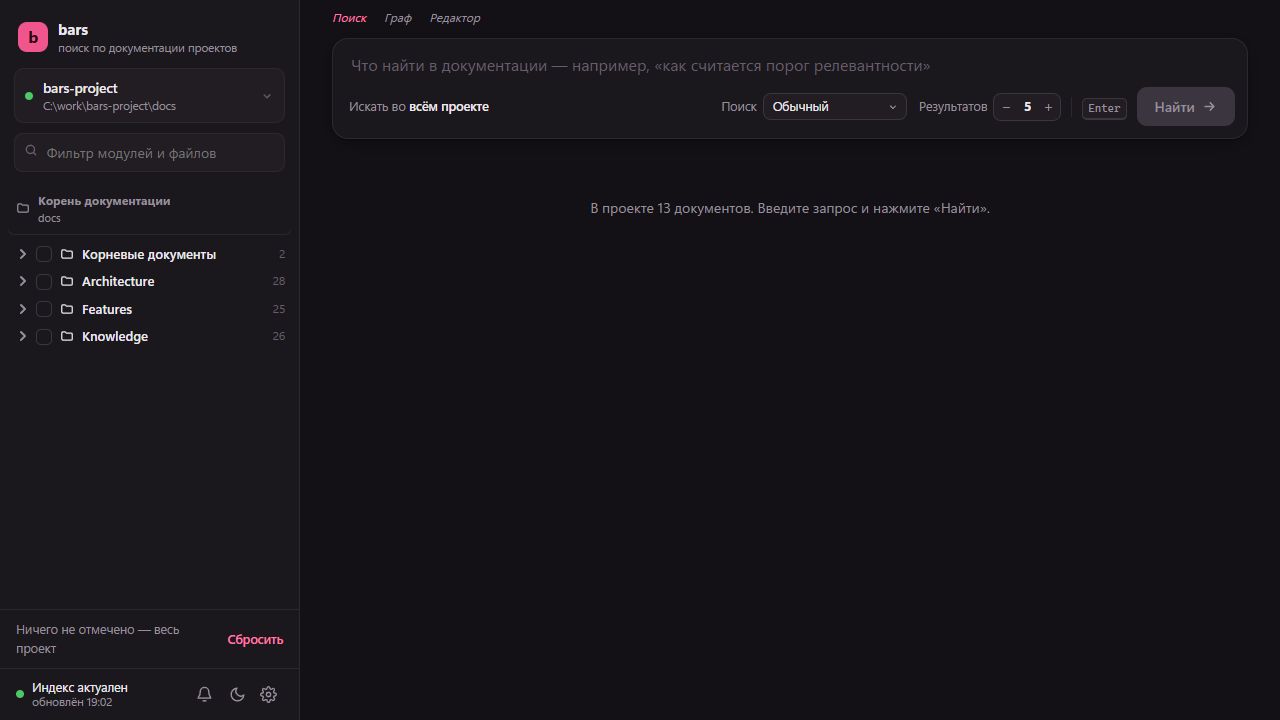 b
bars
поиск по документации проектов
bars-project
C:\work\bars-project\docs
Фильтр модулей и файлов
Корень документации
docs
Корневые документы 2
Architecture 28
Features 25
Knowledge 26
Ничего не отмечено — весь
проект
Сбросить
Индекс актуален
обновлён 19:02
Поиск Граф Редактор
Что найти в документации — например, «как считается порог релевантности»
Искать во всём проекте Поиск Обычный Результатов − 5 + Enter Найти →
В проекте 13 документов. Введите запрос и нажмите «Найти».